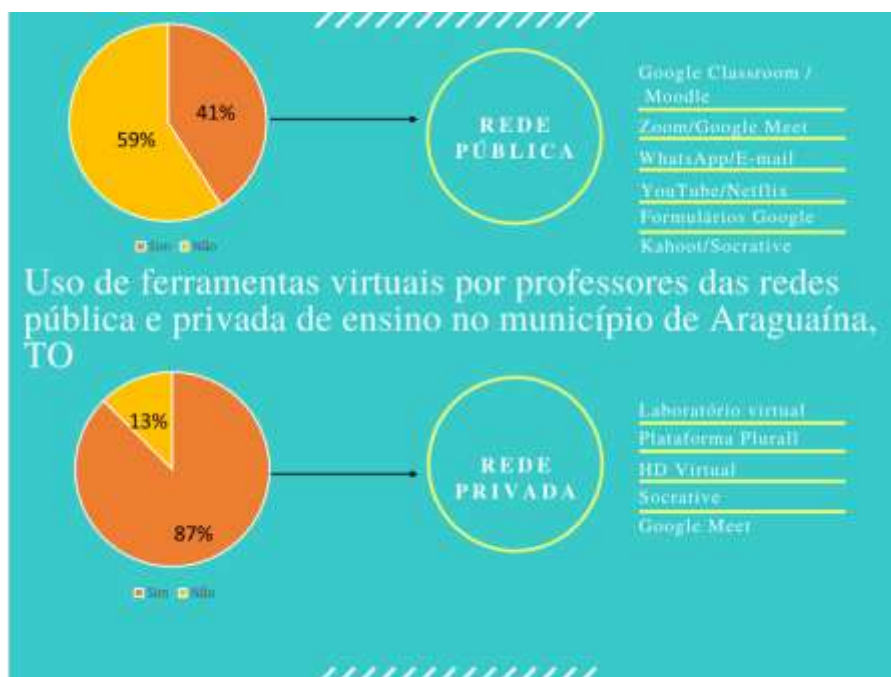 41%
59%
Sim Não
REDE
PÚBLICA
Google Classroom /
Moodle
Zoom/Google Meet
WhatsApp/E-mail
YouTube/Netflix
Formulários Google
Kahoot/Socrative
Uso de ferramentas virtuais por professores das redes
pública e privada de ensino no município de Araguaína,
TO
13%
87%
Sim Não
REDE
PRIVADA
Laboratório virtual
Plataforma Plurall
HD Virtual
Socrative
Google Meet